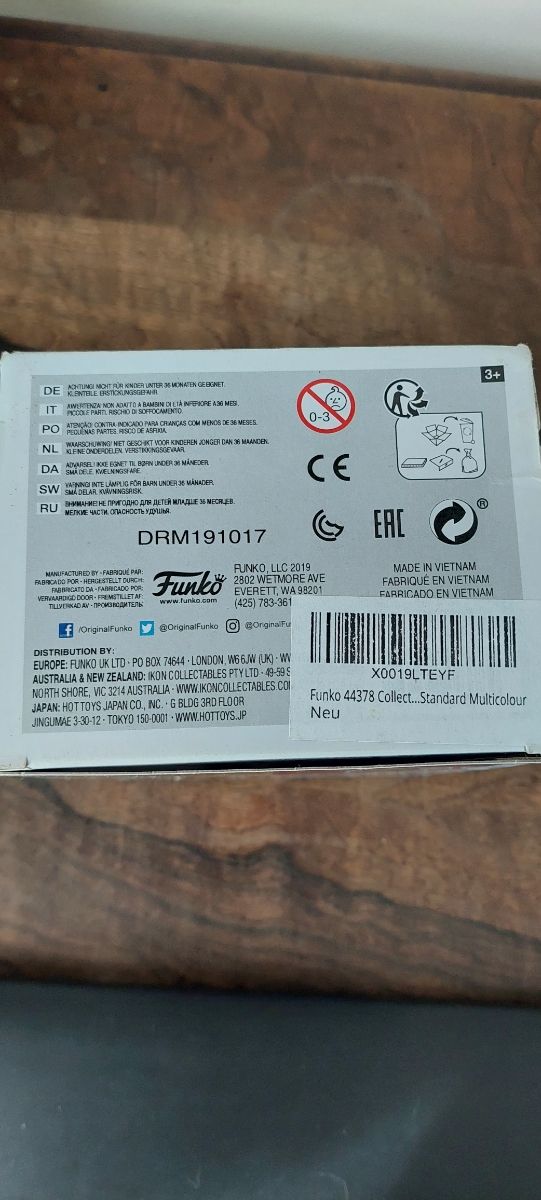 3+
DE ACHTUNG! NICHT FÜR KINDER UNTER 36 MONATEN GEEIGNET.
KLEINTEILE. ERSTICKUNGSGEFAHR.
IT AVVERTENZA: NON ADATTO A BAMBINI DI ETÀ INFERIORE A 36 MESI.
PICCOLE PARTI. RISCHIO DI SOFFOCAMENTO.
PO ATENÇÃO: CONTRA-INDICADO PARA CRIANÇAS COM MENOS DE 36 MESES.
PEQUENAS PARTES. RISCO DE ASFIXIA.
NL WAARSCHUWING! NIET GESCHIKT VOOR KINDEREN JONGER DAN 36 MAANDEN.
KLEINE ONDERDELEN. VERSTIKKINGSGEVAAR.
DA ADVARSEL! IKKE EGNET TIL BØRN UNDER 36 MÅNEDER.
SMÅ DELE. KVÆLNINGSFARE.
SW VARNING! INTE LÄMPLIG FÖR BARN UNDER 36 MÅNADER.
SMÅ DELAR. KVÄVNINGSRISK.
RU ВНИМАНИЕ! НЕ ПРИГОДНО ДЛЯ ДЕТЕЙ МЛАДШЕ 36 МЕСЯЦЕВ.
МЕЛКИЕ ЧАСТИ. ОПАСНОСТЬ УДУШЬЯ.
0-3
CE
EAC
®
DRM191017
MANUFACTURED BY · FABRIQUÉ PAR:
FABRICADO POR · HERGESTELLT DURCH:
FABBRICATO DA · FABRICADO POR:
VERVAARDIGD DOOR · FREMSTILLET AF:
TILLVERKAD AV · ПРОИЗВОДИТЕЛЬ:
Funko
www.funko.com
FUNKO, LLC 2019
2802 WETMORE AVE
EVERETT, WA 98201
(425) 783-361
MADE IN VIETNAM
FABRIQUÉ EN VIETNAM
FABRICADO EN VIETNAM
/OriginalFunko @OriginalFunko @OriginalFu
DISTRIBUTION BY:
EUROPE: FUNKO UK LTD · PO BOX 74644 · LONDON, W6 6JW (UK) · WW
AUSTRALIA & NEW ZEALAND: IKON COLLECTABLES PTY LTD · 49-59 S
NORTH SHORE, VIC 3214 AUSTRALIA · WWW.IKONCOLLECTABLES.CO
JAPAN: HOT TOYS JAPAN CO., INC. · G BLDG 3RD FLOOR
JINGUMAE 3-30-12 · TOKYO 150-0001 · WWW.HOTTOYS.JP
X0019LTEYF
Funko 44378 Collect...Standard Multicolour
Neu